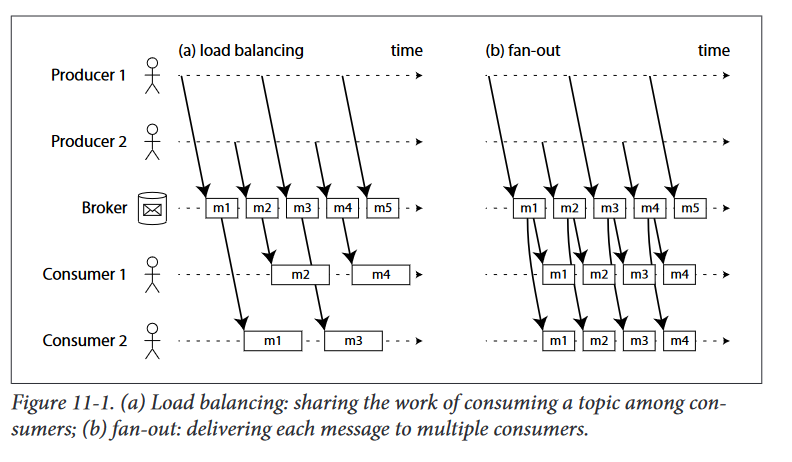 (a) load balancing time (b) fan-out time
Producer 1
Producer 2
Broker m1 m2 m3 m4 m5 m1 m2 m3 m4 m5
Consumer 1 m2 m4 m1 m2 m3 m4
Consumer 2 m1 m3 m1 m2 m3 m4
Figure 11-1. (a) Load balancing: sharing the work of consuming a topic among con-
sumers; (b) fan-out: delivering each message to multiple consumers.